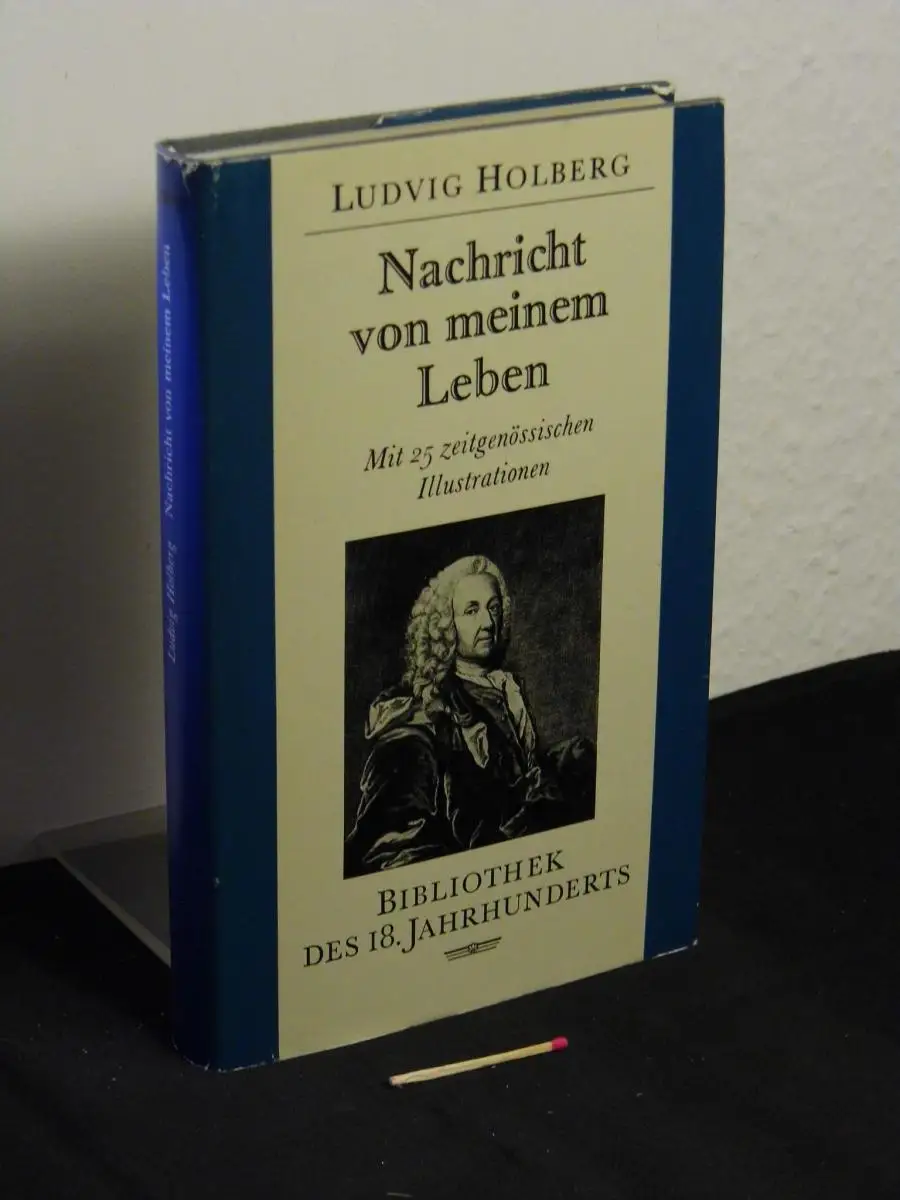 LUDVIG HOLBERG
Nachricht
von meinem
Leben
Mit 25 zeitgenössischen
Illustrationen
BIBLIOTHEK
DES 18. JAHRHUNDERTS
Ludvig Holberg Nachricht von meinem Leben